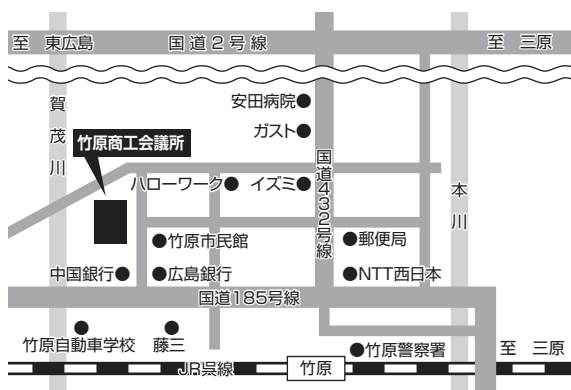 至　東広島
国道2号線
至　三原
賀茂川
安田病院●
ガスト●
竹原商工会議所
国道432号線
本川
ハローワーク●
イズミ●
●竹原市民館
●郵便局
中国銀行●
●広島銀行
●NTT西日本
国道185号線
竹原自動車学校
藤三
●竹原警察署
至　三原
JR呉線
竹原